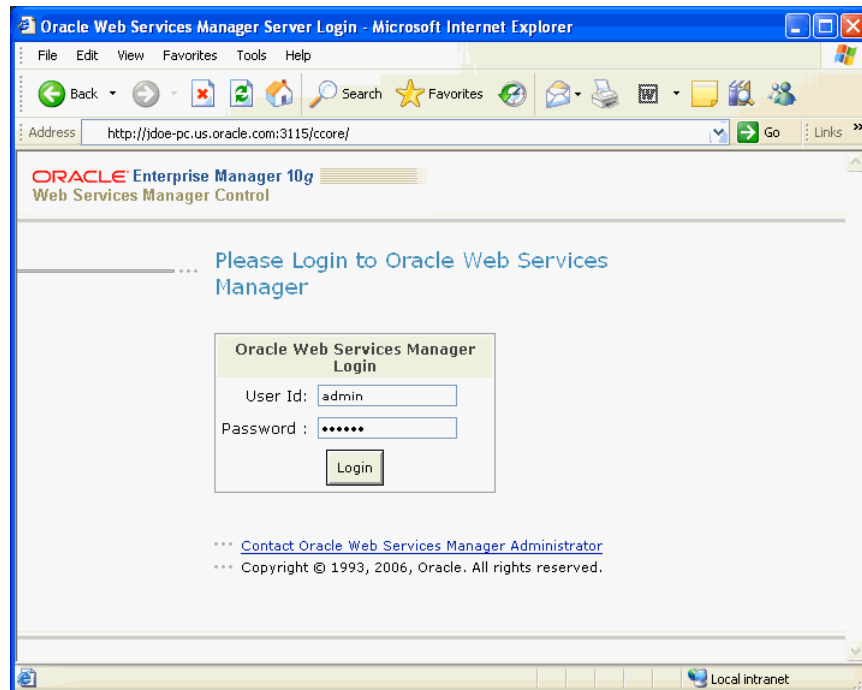 Oracle Web Services Manager Server Login - Microsoft Internet Explorer
File Edit View Favorites Tools Help
Back Search Favorites
Address http://jdoe-pc.us.oracle.com:3115/ccore/ Go Links »
ORACLE Enterprise Manager 10g
Web Services Manager Control
Please Login to Oracle Web Services
Manager
Oracle Web Services Manager
Login
User Id: admin
Password : ••••••
Login
Contact Oracle Web Services Manager Administrator
Copyright © 1993, 2006, Oracle. All rights reserved.
Local intranet